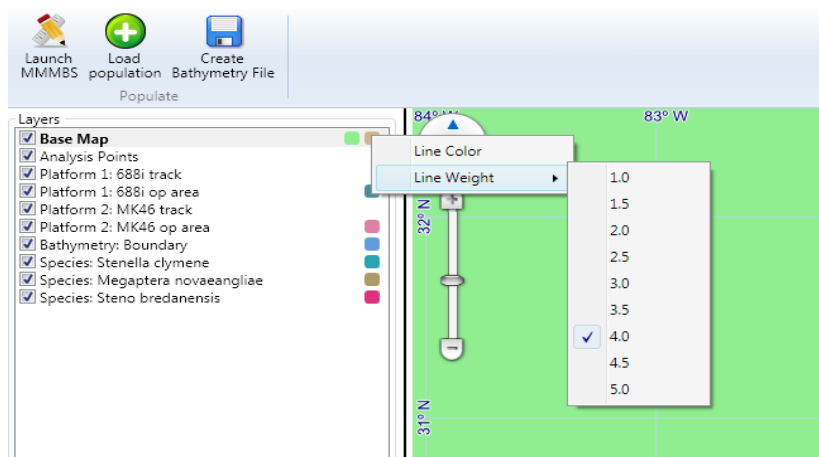 Launch MMMBS
Load population
Create Bathymetry File
Populate
Layers
Base Map
Analysis Points
Platform 1: 688i track
Platform 1: 688i op area
Platform 2: MK46 track
Platform 2: MK46 op area
Bathymetry: Boundary
Species: Stenella clymene
Species: Megaptera novaeangliae
Species: Steno bredanensis
83° W
32° N
31° N
Line Color
Line Weight
1.0
1.5
2.0
2.5
3.0
3.5
4.0
4.5
5.0